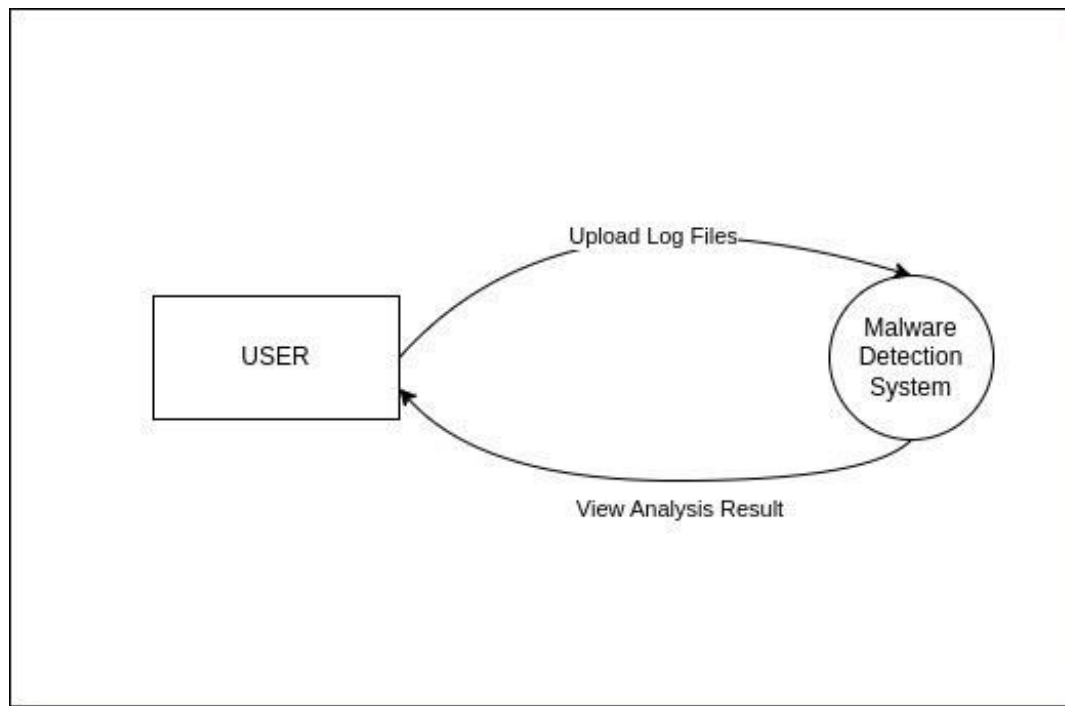 Upload Log Files
USER
Malware
Detection
System
View Analysis Result